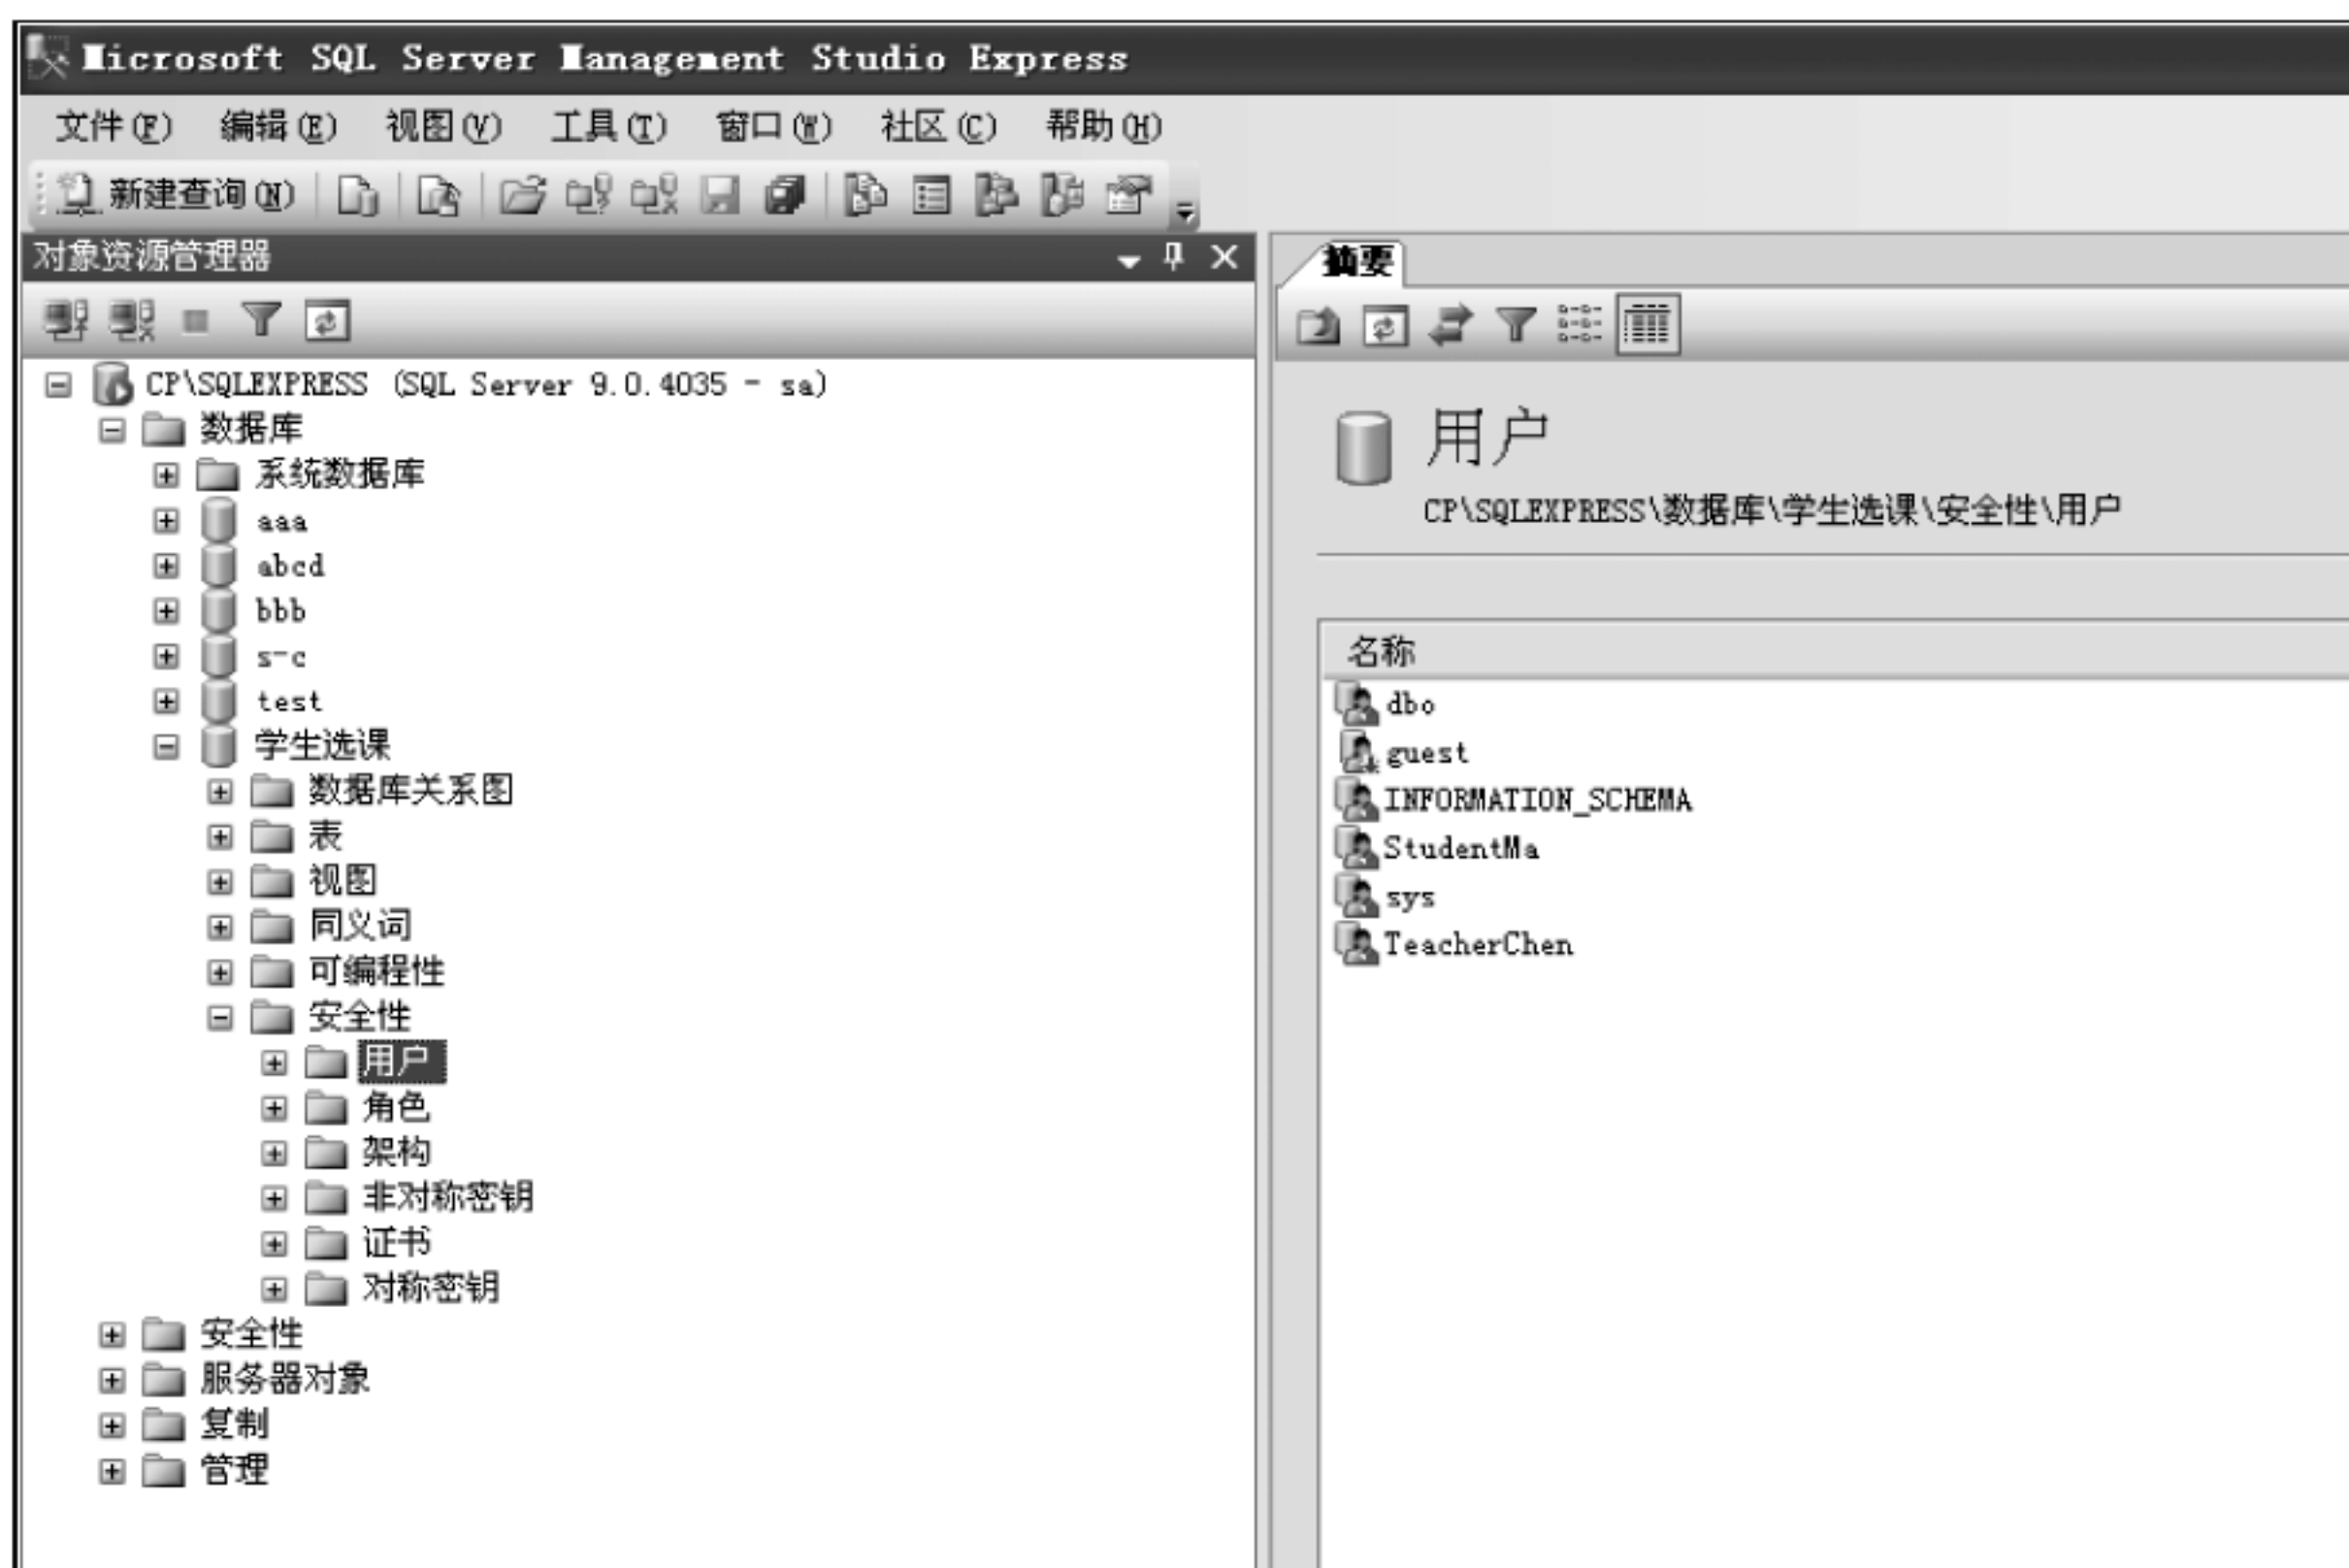 Microsoft SQL Server Management Studio Express
文件(F) 编辑(E) 视图(V) 工具(T) 窗口(W) 社区(C) 帮助(H)
新建查询(N)
对象资源管理器
CP\SQLEXPRESS (SQL Server 9.0.4035 - sa)
数据库
系统数据库
aaa
abcd
bbb
s-c
test
学生选课
数据库关系图
表
视图
同义词
可编程性
安全性
用户
角色
架构
非对称密钥
证书
对称密钥
安全性
服务器对象
复制
管理
摘要
用户
CP\SQLEXPRESS\数据库\学生选课\安全性\用户
名称
dbo
guest
INFORMATION_SCHEMA
StudentMa
sys
TeacherChen